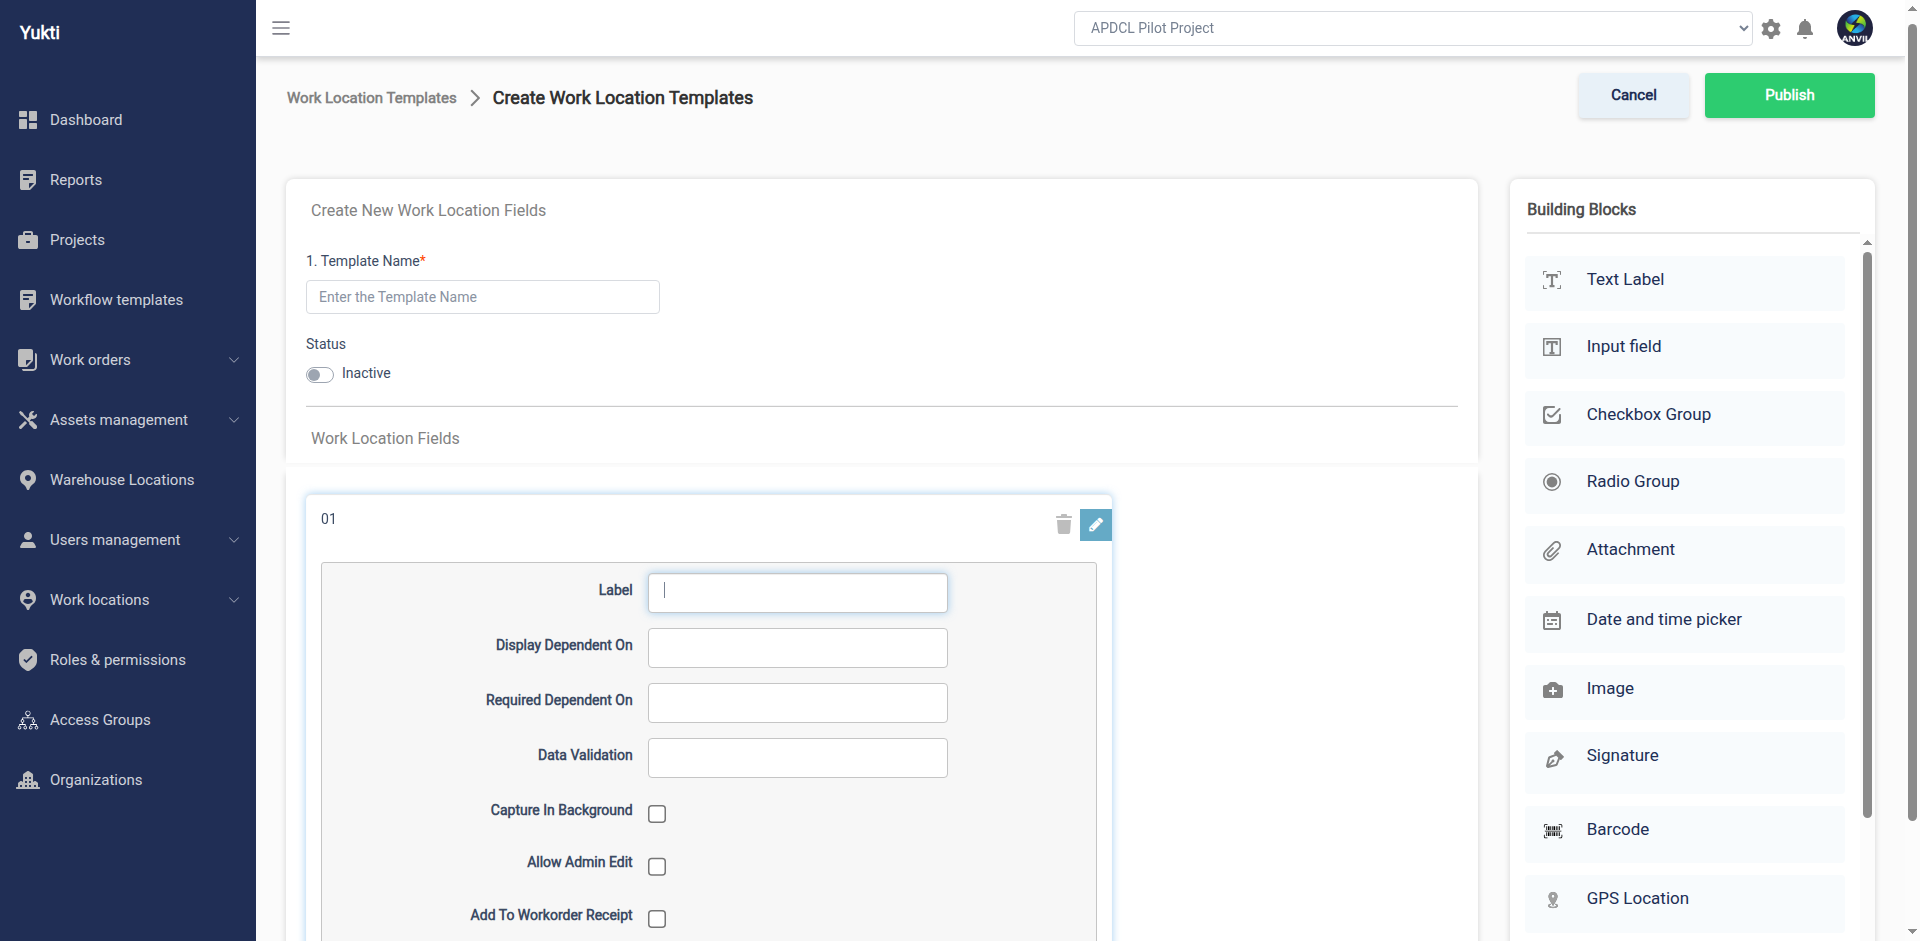 Yukti
APDCL Pilot Project
ANVIL
Work Location Templates
Create Work Location Templates
Cancel
Publish
Dashboard
Reports
Projects
Workflow templates
Work orders
Assets management
Warehouse Locations
Users management
Work locations
Roles & permissions
Access Groups
Organizations
Create New Work Location Fields
1. Template Name*
Enter the Template Name
Status
Inactive
Work Location Fields
01
Label
Display Dependent On
Required Dependent On
Data Validation
Capture In Background
Allow Admin Edit
Add To Workorder Receipt
Building Blocks
Text Label
Input field
Checkbox Group
Radio Group
Attachment
Date and time picker
Image
Signature
Barcode
GPS Location